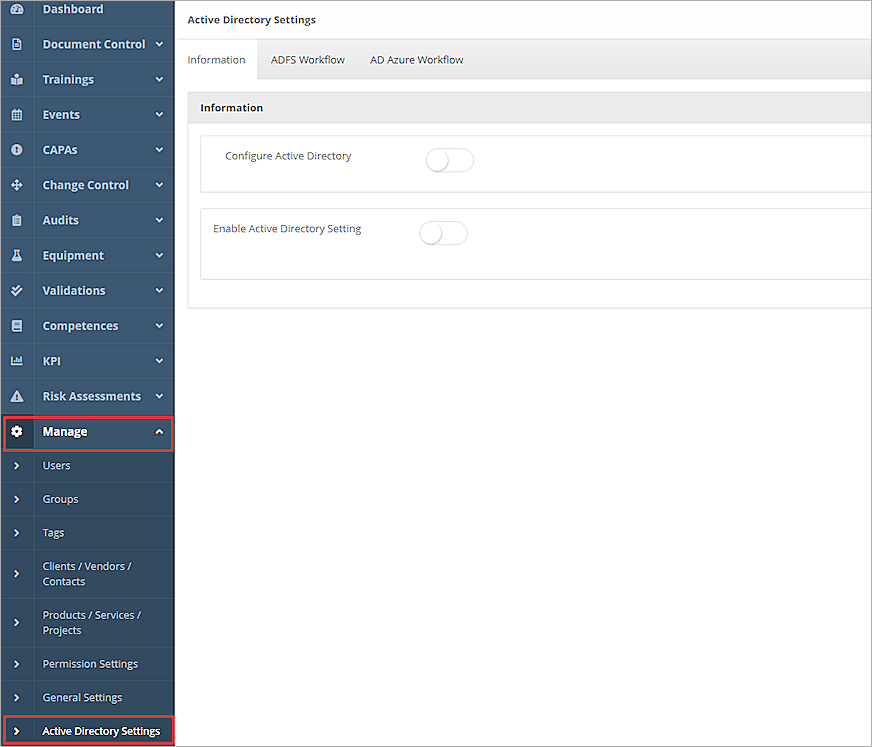 Dashboard
Document Control
Trainings
Events
CAPAs
Change Control
Audits
Equipment
Validations
Competences
KPI
Risk Assessments
Manage
Users
Groups
Tags
Clients / Vendors /
Contacts
Products / Services /
Projects
Permission Settings
General Settings
Active Directory Settings
Active Directory Settings
Information
ADFS Workflow
AD Azure Workflow
Information
Configure Active Directory
Enable Active Directory Setting